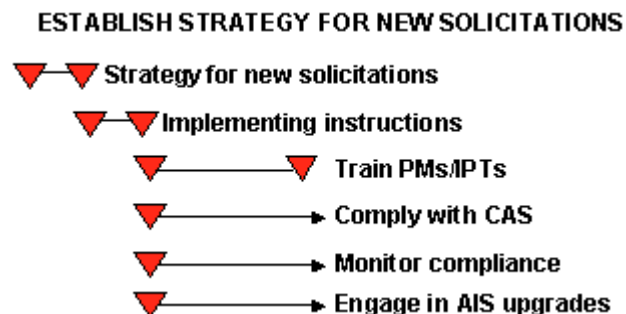 ESTABLISH STRATEGY FOR NEW SOLICITATIONS
Strategy for new solicitations
Implementing instructions
Train PMs/IPTs
Comply with CAS
Monitor compliance
Engage in AIS upgrades